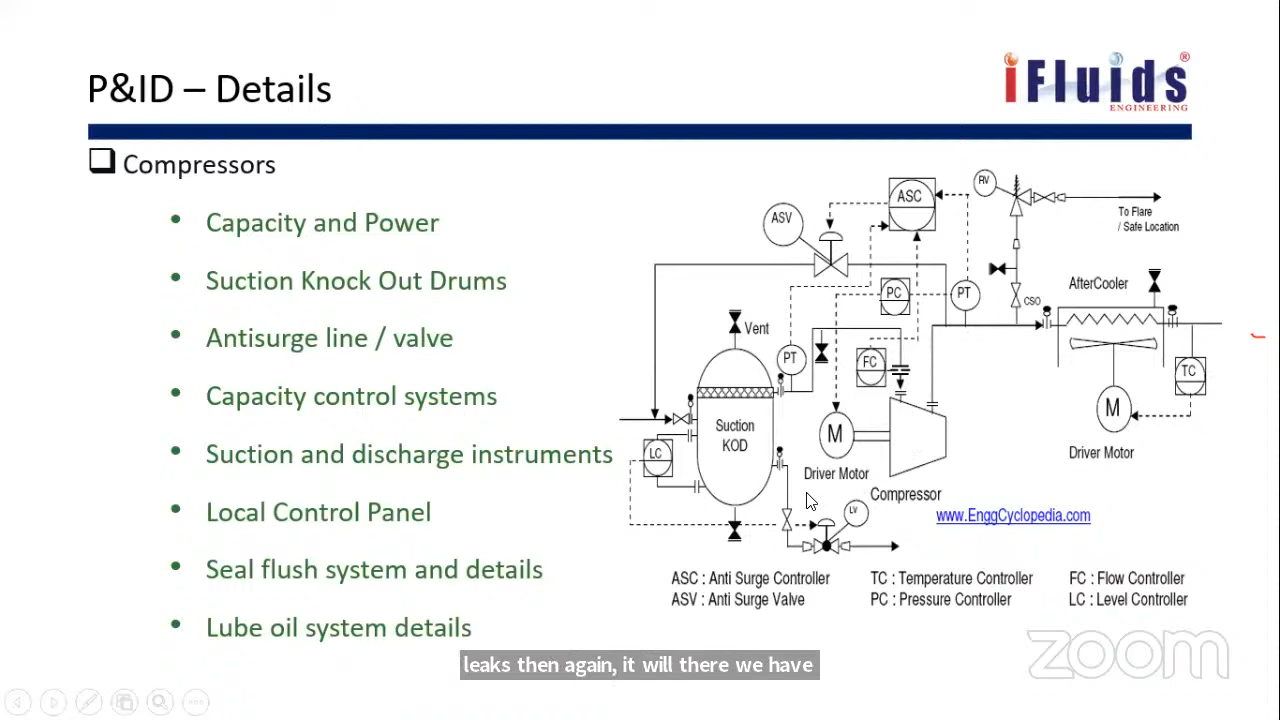 P&ID – Details
iFluids
ENGINEERING
Compressors
• Capacity and Power
• Suction Knock Out Drums
• Antisurge line / valve
• Capacity control systems
• Suction and discharge instruments
• Local Control Panel
• Seal flush system and details
• Lube oil system details
ASV
ASC
RV
To Flare
/ Safe Location
PC
PT
CSO
AfterCooler
Vent
PT
FC
TC
M
Suction
KOD
LC
M
Driver Motor
Driver Motor
Compressor
LV
www.EnggCyclopedia.com
ASC : Anti Surge Controller
TC : Temperature Controller
FC : Flow Controller
ASV : Anti Surge Valve
PC : Pressure Controller
LC : Level Controller
zoom
leaks then again, it will there we have